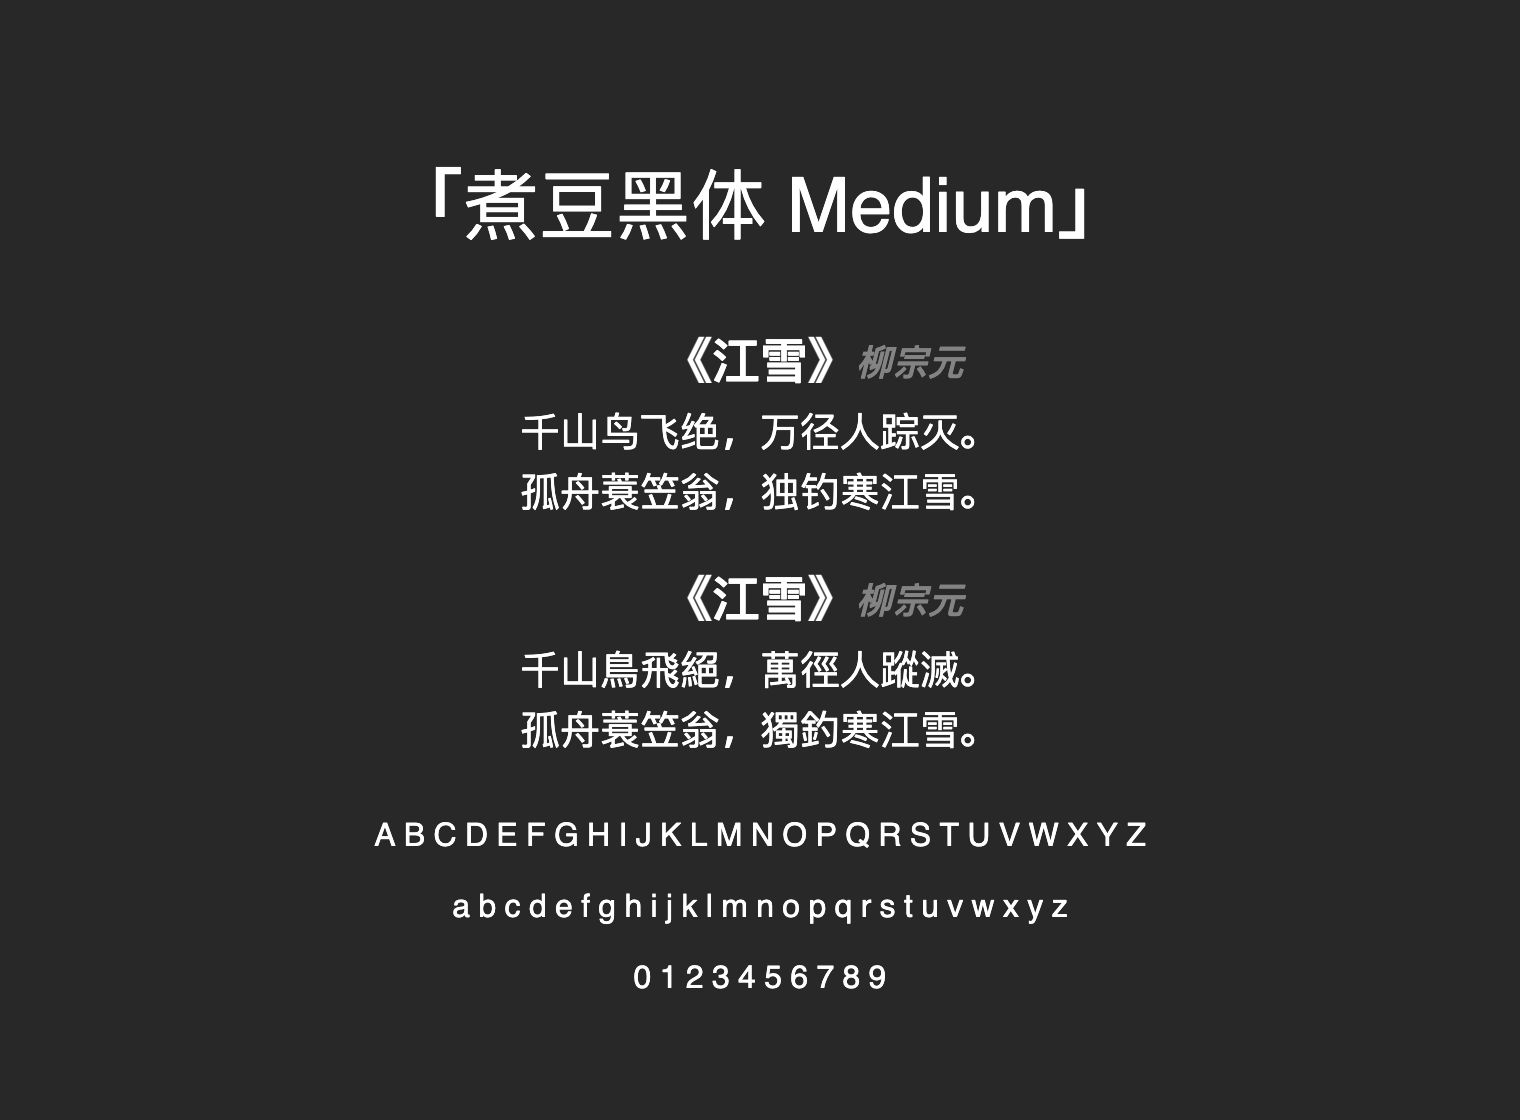 「煮豆黑体 Medium」
《江雪》 柳宗元
千山鸟飞绝，万径人踪灭。
孤舟蓑笠翁，独钓寒江雪。
《江雪》 柳宗元
千山鳥飛絕，萬徑人蹤滅。
孤舟蓑笠翁，獨釣寒江雪。
A B C D E F G H I J K L M N O P Q R S T U V W X Y Z
a b c d e f g h i j k l m n o p q r s t u v w x y z
0 1 2 3 4 5 6 7 8 9